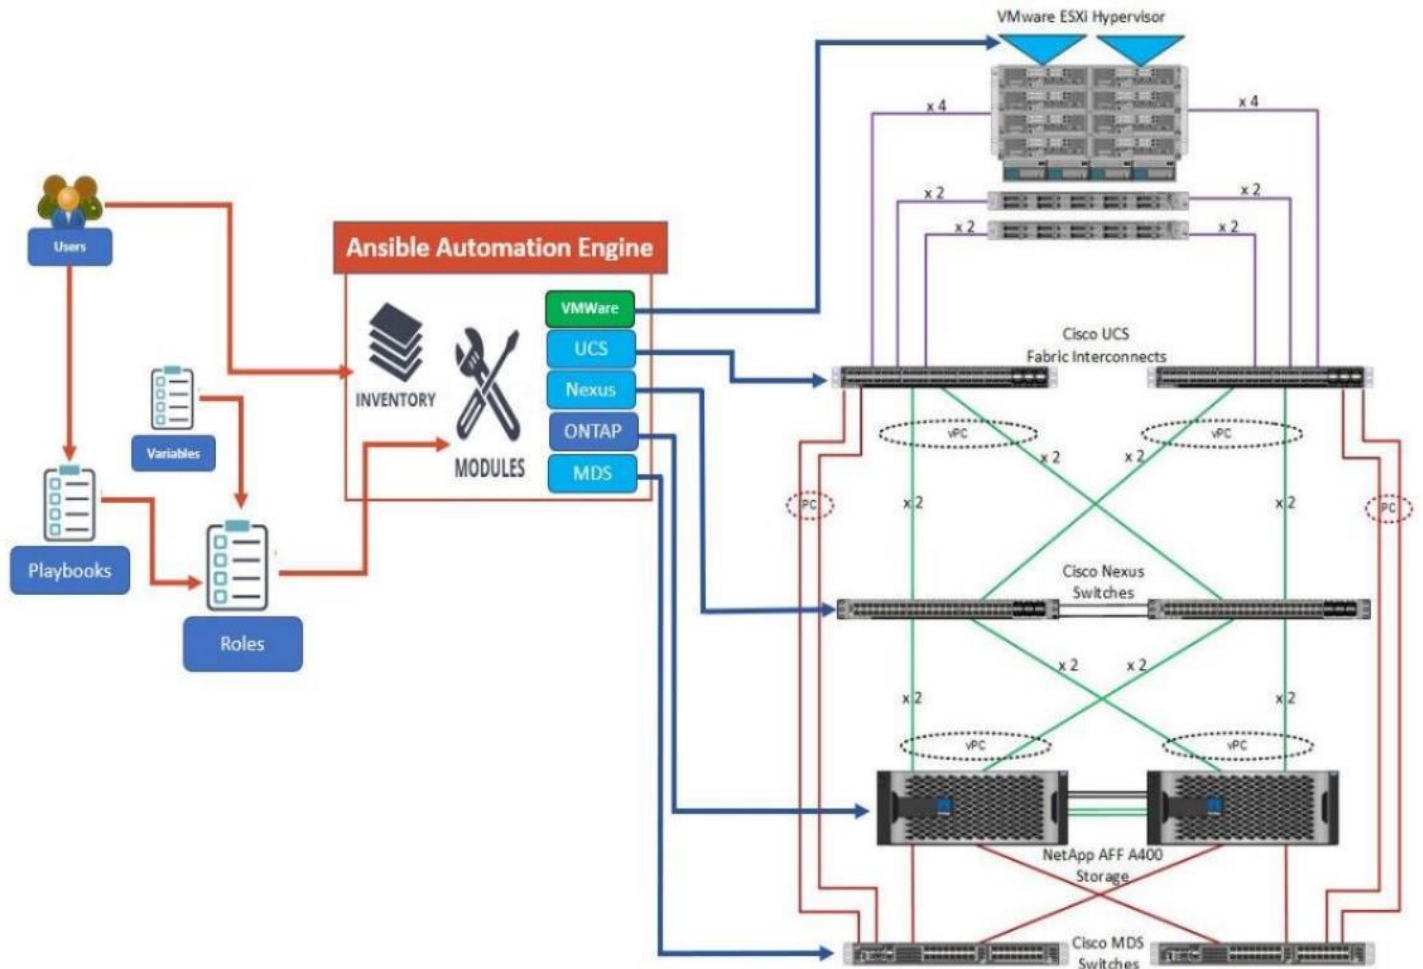 VMware ESXi Hypervisor
x 4
x 4
x 2
x 2
x 2
x 2
Users
Ansible Automation Engine
VMWare
UCS
Nexus
ONTAP
MDS
INVENTORY
MODULES
Variables
Playbooks
Roles
Cisco UCS
Fabric Interconnects
vPC
vPC
x 2
x 2
x 2
x 2
PC
PC
Cisco Nexus
Switches
x 2
x 2
x 2
x 2
vPC
vPC
NetApp AFF A400
Storage
Cisco MDS
Switches